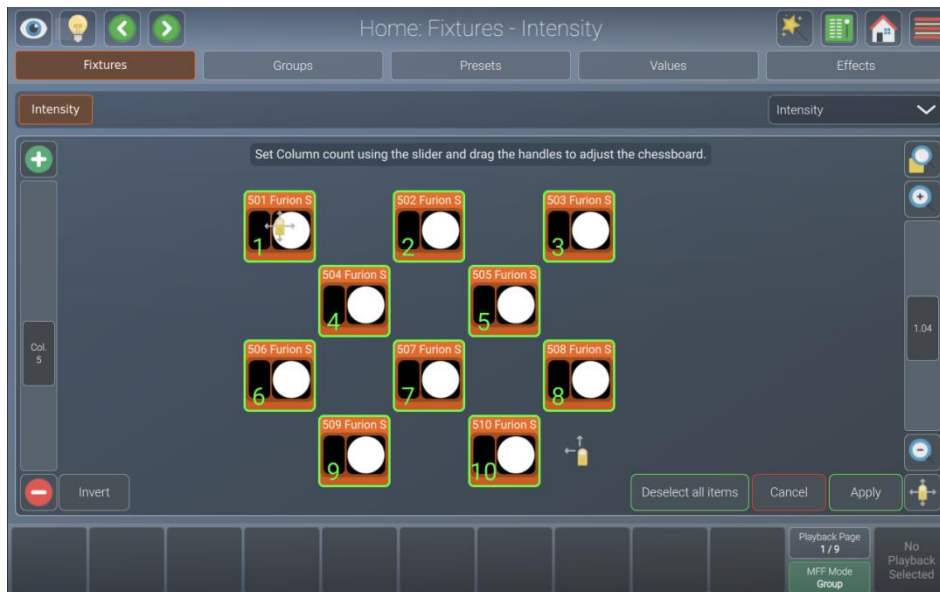 Home: Fixtures - Intensity
Fixtures
Groups
Presets
Values
Effects
Intensity
Intensity
Set Column count using the slider and drag the handles to adjust the chessboard.
501 Furion S
1
502 Furion S
2
503 Furion S
3
504 Furion S
4
505 Furion S
5
Col.
5
1.04
506 Furion S
6
507 Furion S
7
508 Furion S
8
509 Furion S
9
510 Furion S
10
Invert
Deselect all items
Cancel
Apply
Playback Page
1 / 9
MFF Mode
Group
No
Playback
Selected